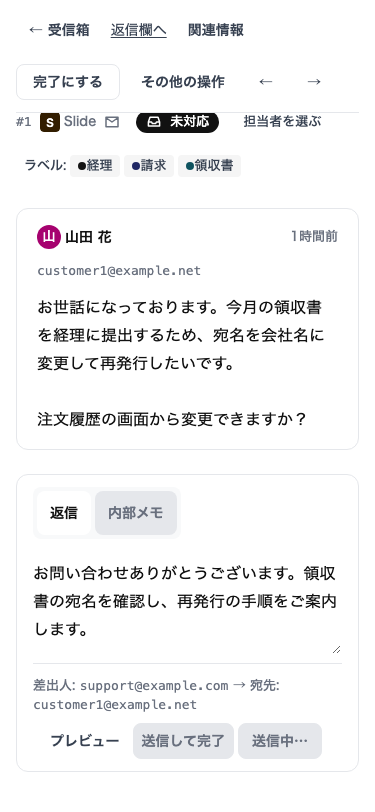 ← 受信箱 返信欄へ 関連情報
完了にする その他の操作 ← →
#1 S Slide 未対応 担当者を選ぶ
ラベル: 経理 請求 領収書
山 山田 花 1時間前
customer1@example.net
お世話になっております。今月の領収書
を経理に提出するため、宛名を会社名に
変更して再発行したいです。
注文履歴の画面から変更できますか？
返信 内部メモ
お問い合わせありがとうございます。領収
書の宛名を確認し、再発行の手順をご案内
します。
差出人: support@example.com → 宛先:
customer1@example.net
プレビュー 送信して完了 送信中…